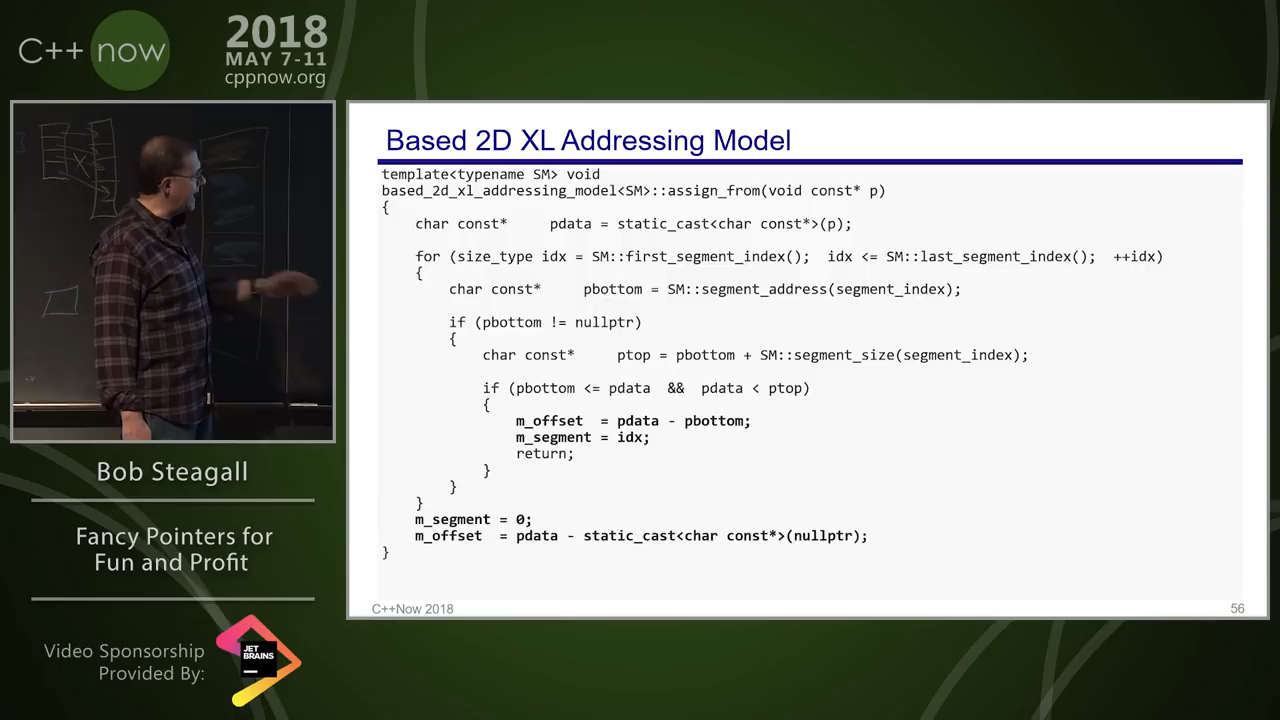 C++ now
2018
MAY 7-11
cppnow.org
Based 2D XL Addressing Model
template<typename SM> void
based_2d_xl_addressing_model<SM>::assign_from(void const* p)
{
char const* pdata = static_cast<char const*>(p);
for (size_type idx = SM::first_segment_index(); idx <= SM::last_segment_index(); ++idx)
{
char const* pbottom = SM::segment_address(segment_index);
if (pbottom != nullptr)
{
char const* ptop = pbottom + SM::segment_size(segment_index);
if (pbottom <= pdata && pdata < ptop)
{
m_offset = pdata - pbottom;
m_segment = idx;
return;
}
}
}
m_segment = 0;
m_offset = pdata - static_cast<char const*>(nullptr);
}
C++Now 2018
56
Bob Steagall
Fancy Pointers for
Fun and Profit
Video Sponsorship
Provided By:
JET
BRAINS